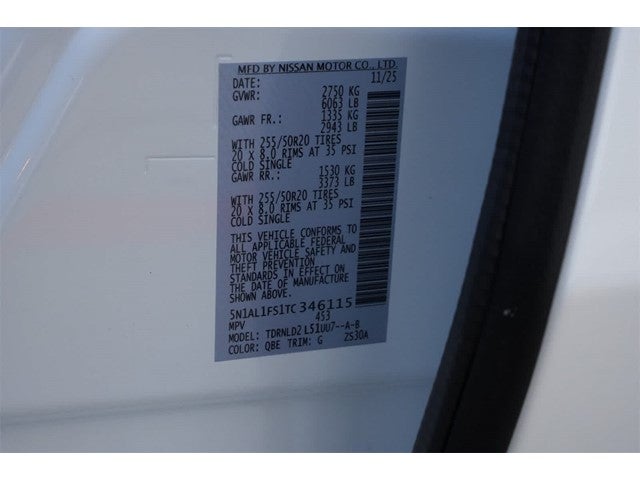 MFD BY NISSAN MOTOR CO., LTD.
DATE: 11/25
GVWR: 2750 KG
6063 LB
GAWR FR.: 1335 KG
2943 LB
WITH 255/50R20 TIRES
20 X 8.0 RIMS AT 35 PSI
COLD SINGLE
GAWR RR.: 1530 KG
3373 LB
WITH 255/50R20 TIRES
20 X 8.0 RIMS AT 35 PSI
COLD SINGLE
THIS VEHICLE CONFORMS TO
ALL APPLICABLE FEDERAL
MOTOR VEHICLE SAFETY AND
THEFT PREVENTION
STANDARDS IN EFFECT ON
THE DATE OF MANUFACTURE
SHOWN ABOVE.
5N1AL1FS1TC346115
MPV 453
MODEL: TDRNLD2 L51UU7--A-B
COLOR: QBE TRIM: G ZS30A